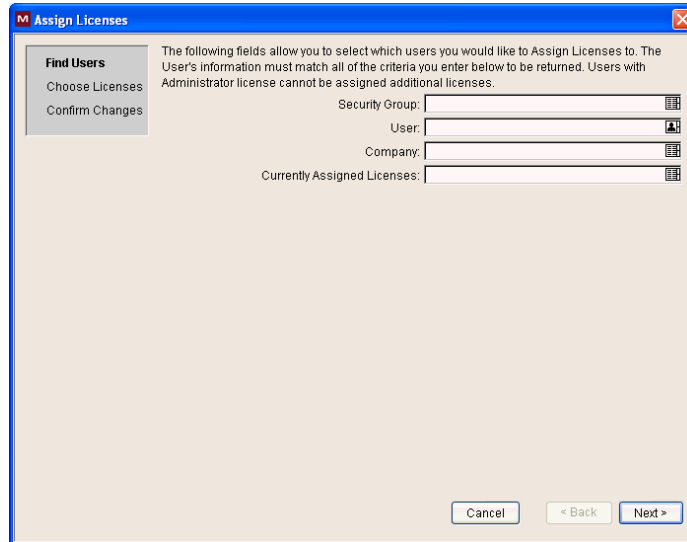 M Assign Licenses
Find Users
Choose Licenses
Confirm Changes
The following fields allow you to select which users you would like to Assign Licenses to. The
User's information must match all of the criteria you enter below to be returned. Users with
Administrator license cannot be assigned additional licenses.
Security Group:
User:
Company:
Currently Assigned Licenses:
Cancel
< Back
Next >